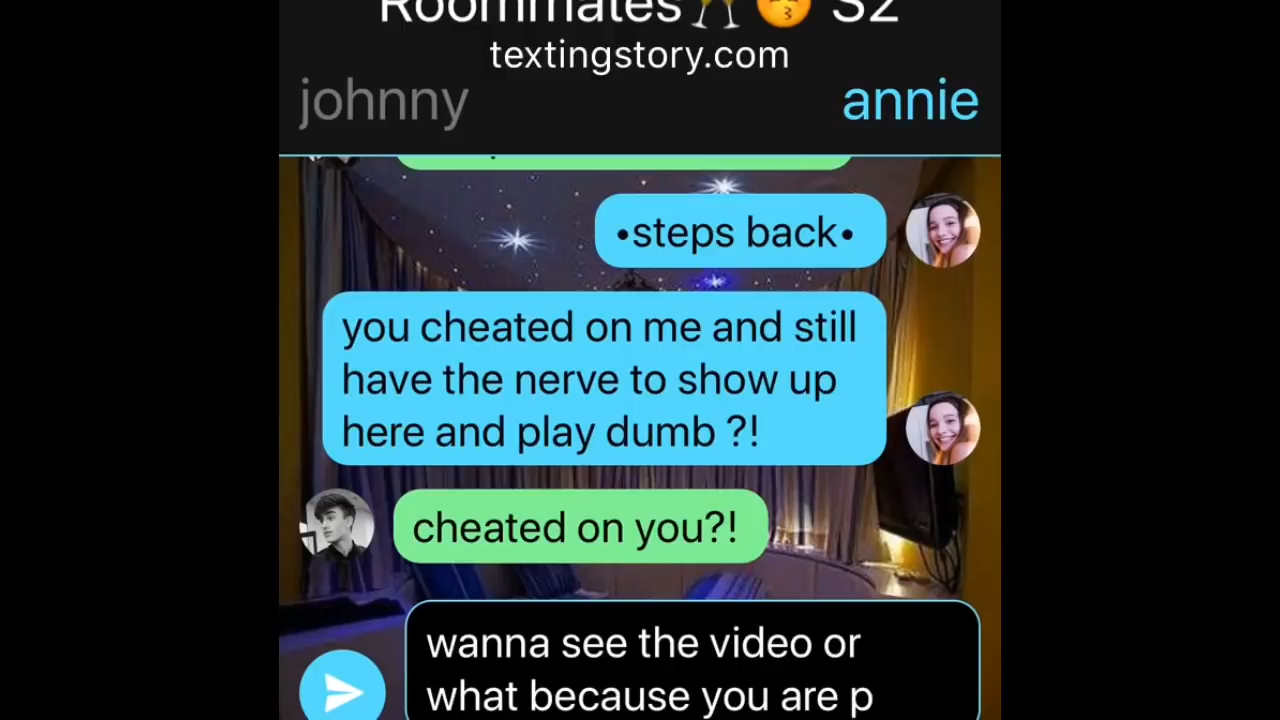 Roommates🥂😚 S2
textingstory.com
johnny
annie
•steps back•
you cheated on me and still
have the nerve to show up
here and play dumb ?!
cheated on you?!
wanna see the video or
what because you are p